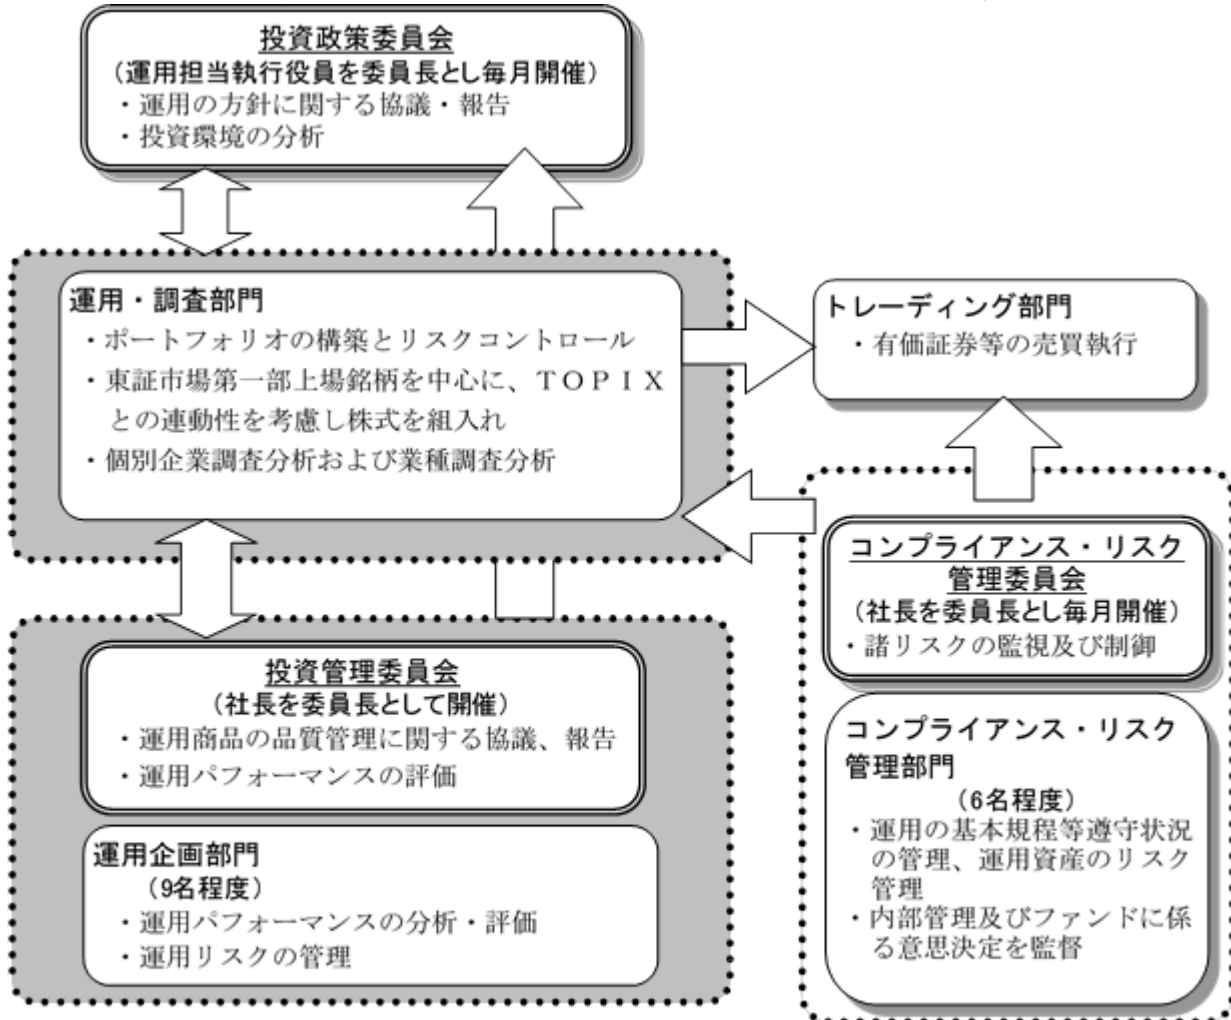 投資政策委員会
（運用担当執行役員を委員長とし毎月開催）
・運用の方針に関する協議・報告
・投資環境の分析
運用・調査部門
・ポートフォリオの構築とリスクコントロール
・東証市場第一部上場銘柄を中心に、ＴＯＰＩＸ
との連動性を考慮し株式を組入れ
・個別企業調査分析および業種調査分析
トレーディング部門
・有価証券等の売買執行
投資管理委員会
（社長を委員長として開催）
・運用商品の品質管理に関する協議、報告
・運用パフォーマンスの評価
運用企画部門
（9名程度）
・運用パフォーマンスの分析・評価
・運用リスクの管理
コンプライアンス・リスク
管理委員会
（社長を委員長とし毎月開催）
・諸リスクの監視及び制御
コンプライアンス・リスク
管理部門
（6名程度）
・運用の基本規程等遵守状況
の管理、運用資産のリスク
管理
・内部管理及びファンドに係
る意思決定を監督